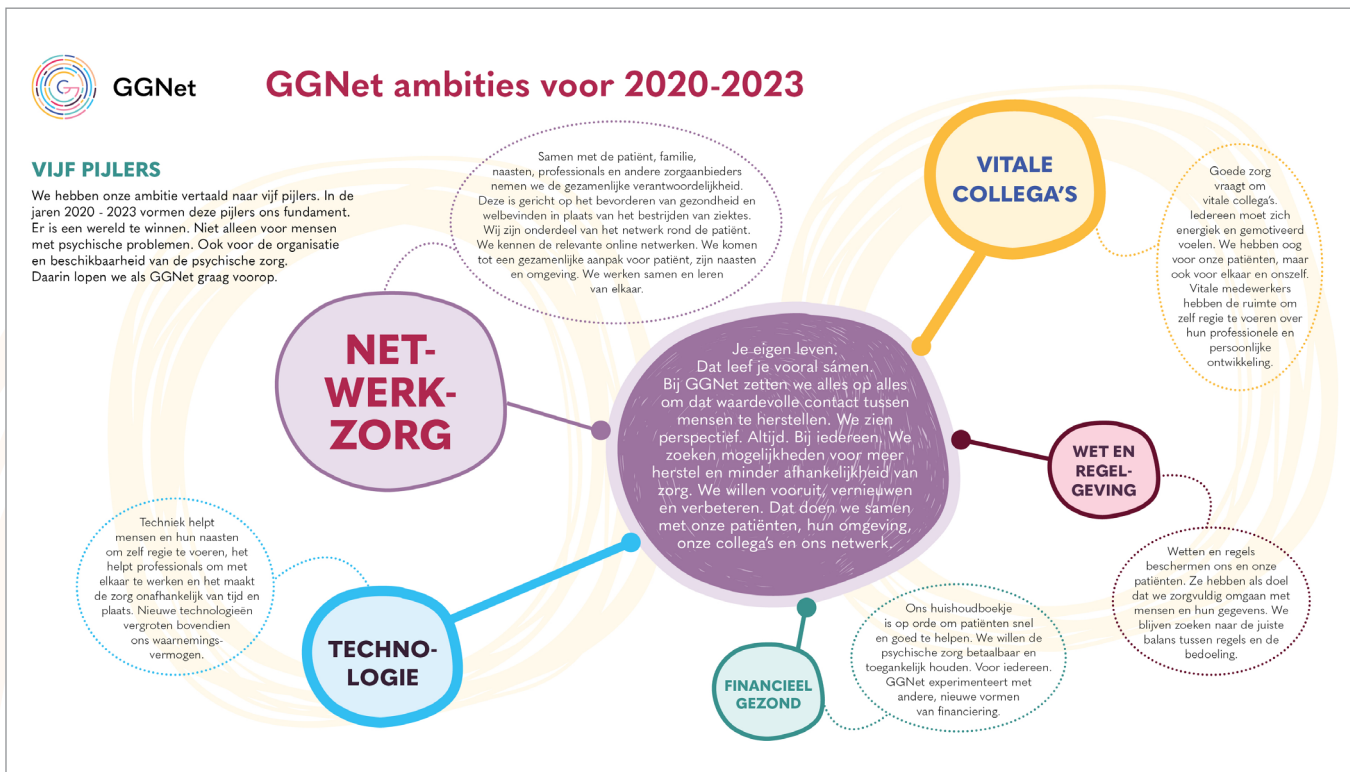 GGNet
GGNet ambities voor 2020-2023
VIJF PIJLERS
We hebben onze ambitie vertaald naar vijf pijlers. In de
jaren 2020 - 2023 vormen deze pijlers ons fundament.
Er is een wereld te winnen. Niet alleen voor mensen
met psychische problemen. Ook voor de organisatie
en beschikbaarheid van de psychische zorg.
Daarin lopen we als GGNet graag voorop.
Samen met de patiënt, familie,
naasten, professionals en andere zorgaanbieders
nemen we de gezamenlijke verantwoordelijkheid.
Deze is gericht op het bevorderen van gezondheid en
welbevinden in plaats van het bestrijden van ziektes.
Wij zijn onderdeel van het netwerk rond de patiënt.
We kennen de relevante online netwerken. We komen
tot een gezamenlijke aanpak voor patiënt, zijn naasten
en omgeving. We werken samen en leren
van elkaar.
NET-
WERK-
ZORG
VITALE
COLLEGA'S
Goede zorg
vraagt om
vitale collega's.
Iedereen moet zich
energiek en gemotiveerd
voelen. We hebben oog
voor onze patiënten, maar
ook voor elkaar en onszelf.
Vitale medewerkers
hebben de ruimte om
zelf regie te voeren over
hun professionele en
persoonlijke
ontwikkeling.
Je eigen leven.
Dat leef je vooral samen.
Bij GGNet zetten we alles op alles
om dat waardevolle contact tussen
mensen te herstellen. We zien
perspectief. Altijd. Bij iedereen. We
zoeken mogelijkheden voor meer
herstel en minder afhankelijkheid van
zorg. We willen vooruit, vernieuwen
en verbeteren. Dat doen we samen
met onze patiënten, hun omgeving,
onze collega's en ons netwerk.
WET EN
REGEL-
GEVING
Wetten en regels
beschermen ons en onze
patiënten. Ze hebben als doel
dat we zorgvuldig omgaan met
mensen en hun gegevens. We
blijven zoeken naar de juiste
balans tussen regels en de
bedoeling.
Techniek helpt
mensen en hun naasten
om zelf regie te voeren, het
helpt professionals om met
elkaar te werken en het maakt
de zorg onafhankelijk van tijd en
plaats. Nieuwe technologieën
vergroten bovendien
ons waarnemings-
vermogen.
TECHNO-
LOGIE
FINANCIEEL
GEZOND
Ons huishoudboekje
is op orde om patiënten snel
en goed te helpen. We willen de
psychische zorg betaalbaar en
toegankelijk houden. Voor iedereen.
GGNet experimenteert met
andere, nieuwe vormen
van financiering.